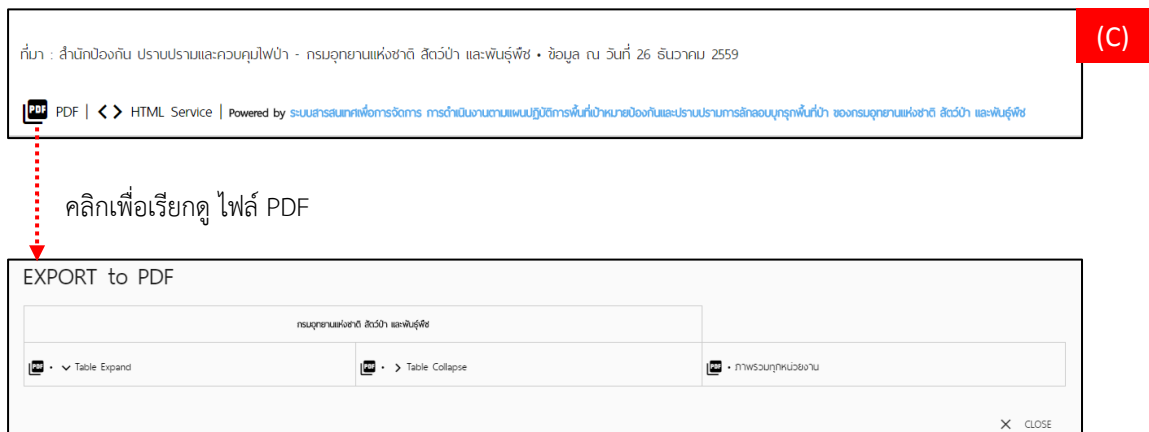 (C)
ที่มา : สำนักป้องกัน ปราบปรามและควบคุมไฟป่า - กรมอุทยานแห่งชาติ สัตว์ป่า และพันธุ์พืช • ข้อมูล ณ วันที่ 26 ธันวาคม 2559
PDF PDF | < > HTML Service | Powered by ระบบสารสนเทศเพื่อการจัดการ การดำเนินงานตามแผนปฏิบัติการพื้นที่เป้าหมายป้องกันและปราบปรามการลักลอบบุกรุกพื้นที่ป่า ของกรมอุทยานแห่งชาติ สัตว์ป่า และพันธุ์พืช
คลิกเพื่อเรียกดู ไฟล์ PDF
EXPORT to PDF
กรมอุทยานแห่งชาติ สัตว์ป่า และพันธุ์พืช
PDF • Table Expand
PDF • > Table Collapse
PDF • ภาพรวมทุกหน่วยงาน
X CLOSE